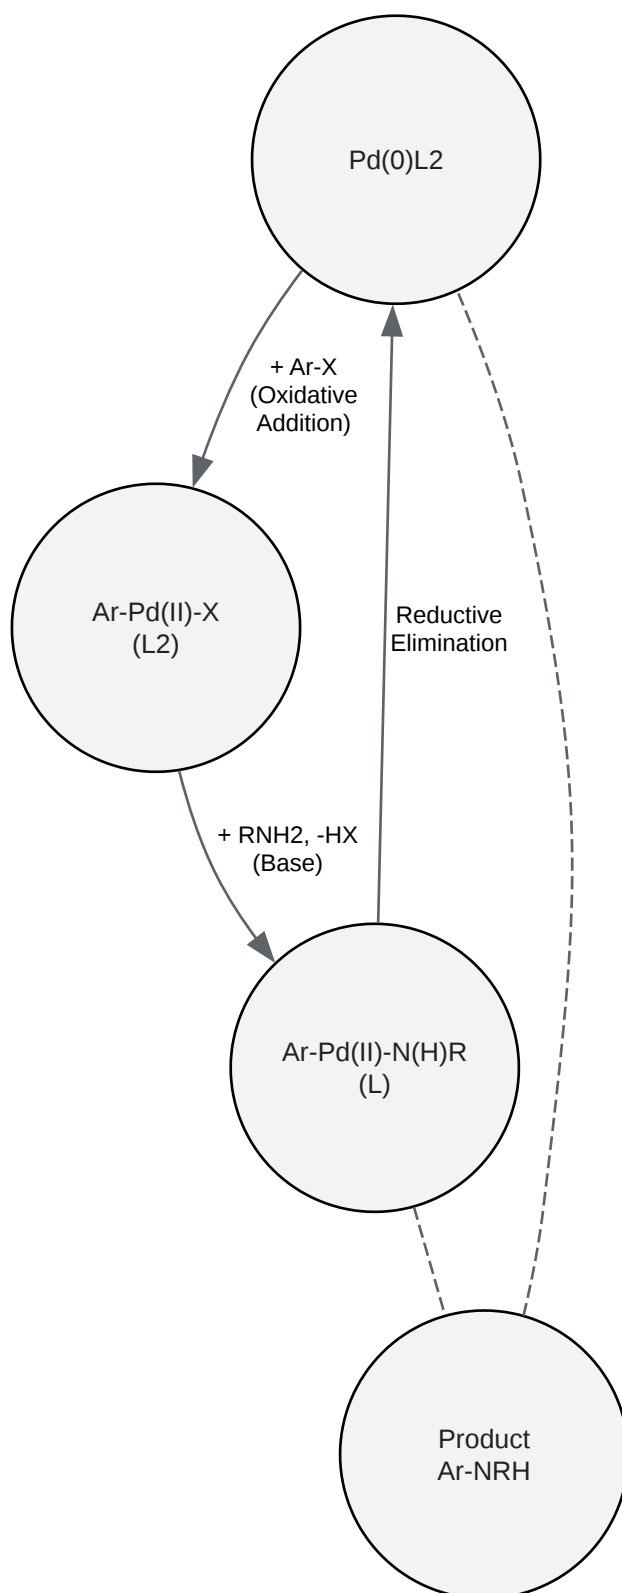 Pd(0)L2
+ Ar-X
(Oxidative
Addition)
Ar-Pd(II)-X
(L2)
Reductive
Elimination
+ RNH2, -HX
(Base)
Ar-Pd(II)-N(H)R
(L)
Product
Ar-NRH